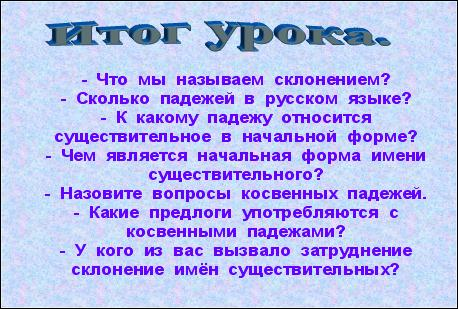 Итог урока.
- Что мы называем склонением?
- Сколько падежей в русском языке?
- К какому падежу относится
существительное в начальной форме?
- Чем является начальная форма имени
существительного?
- Назовите вопросы косвенных падежей.
- Какие предлоги употребляются с
косвенными падежами?
- У кого из вас вызвало затруднение
склонение имён существительных?